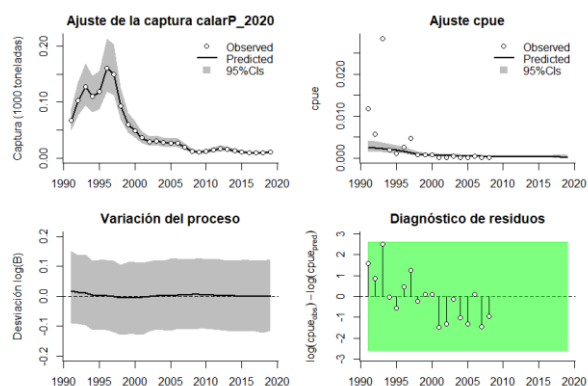 Ajuste de la captura calarP_2020
Captura (1000 toneladas)
0.00 0.10 0.20
Observed
Predicted
95%CIs
1990 1995 2000 2005 2010 2015 2020
Ajuste cpue
cpue
0.000 0.010 0.020
Observed
Predicted
95%CIs
1990 1995 2000 2005 2010 2015 2020
Variación del proceso
Desviación log(B)
-0.2 -0.1 0.0 0.1 0.2
1990 1995 2000 2005 2010 2015 2020
Diagnóstico de residuos
log(cpue_obs) − log(cpue_pred)
-3 -2 -1 0 1 2 3
1990 1995 2000 2005 2010 2015 2020